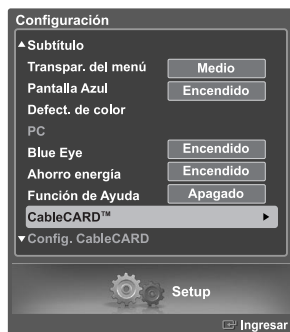 Configuración
▲Subtítulo
Transpar. del menú Medio
Pantalla Azul Encendido
Defect. de color
PC
Blue Eye Encendido
Ahorro energía Encendido
Función de Ayuda Apagado
CableCARD™ ►
▼Config. CableCARD
Setup
Ingresar